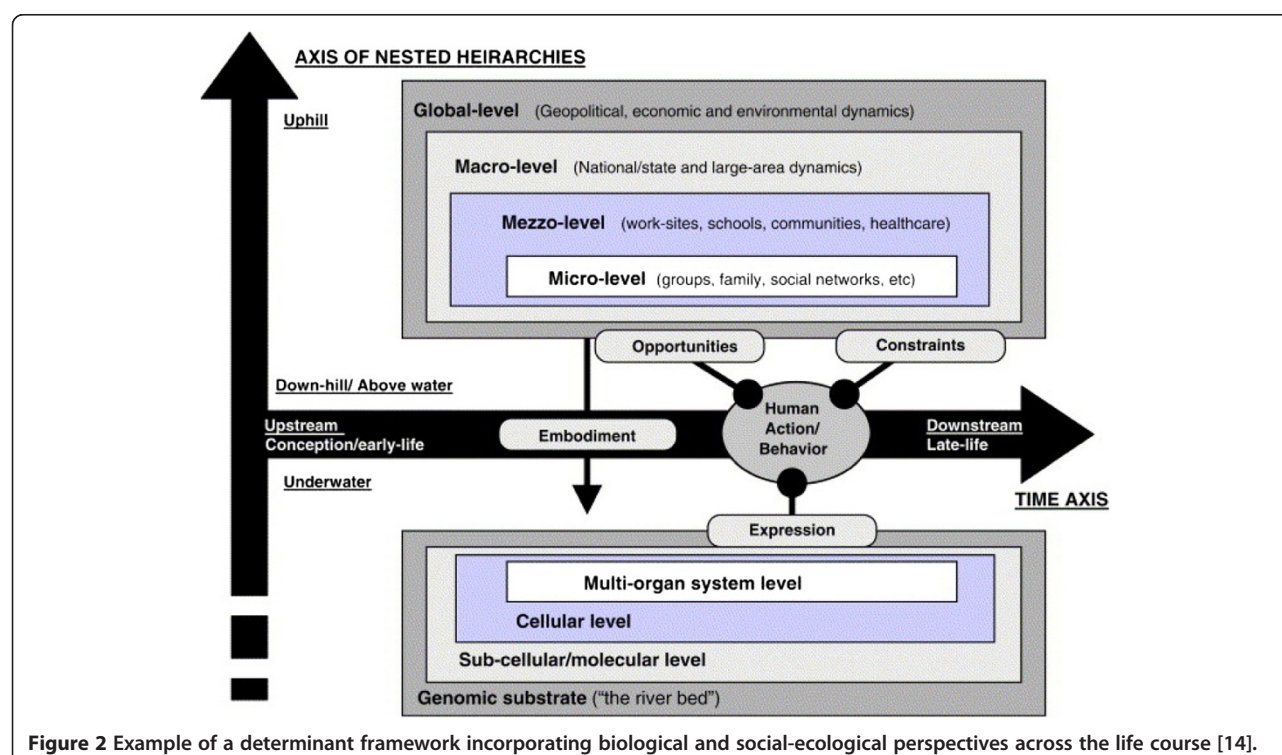 AXIS OF NESTED HEIRARCHIES
Uphill
Global-level (Geopolitical, economic and environmental dynamics)
Macro-level (National/state and large-area dynamics)
Mezzo-level (work-sites, schools, communities, healthcare)
Micro-level (groups, family, social networks, etc)
Opportunities
Constraints
Down-hill/ Above water
Upstream
Conception/early-life
Embodiment
Human
Action/
Behavior
Downstream
Late-life
Underwater
TIME AXIS
Expression
Multi-organ system level
Cellular level
Sub-cellular/molecular level
Genomic substrate ("the river bed")
Figure 2 Example of a determinant framework incorporating biological and social-ecological perspectives across the life course [14].